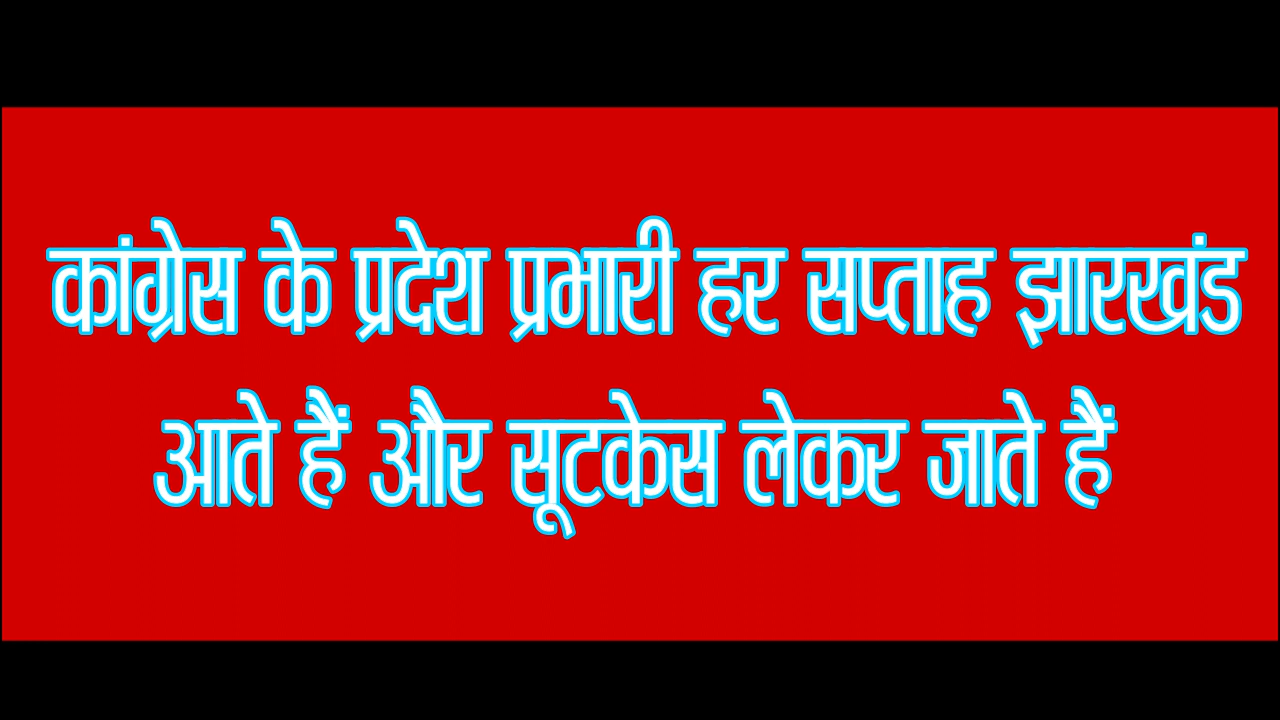 कांग्रेस के प्रदेश प्रभारी हर सप्ताह झारखंड
आते हैं और सूटकेस लेकर जाते हैं